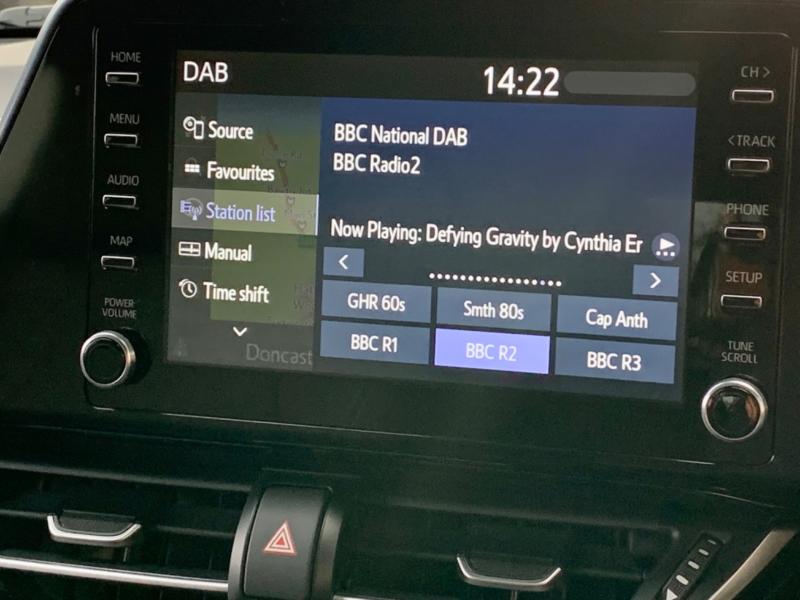 HOME
MENU
AUDIO
MAP
POWER
VOLUME
DAB
14:22
Source
Favourites
Station list
Manual
Time shift
Doncast
BBC National DAB
BBC Radio2
Now Playing: Defying Gravity by Cynthia Er
GHR 60s
Smth 80s
Cap Anth
BBC R1
BBC R2
BBC R3
CH >
< TRACK
PHONE
SETUP
TUNE
SCROLL